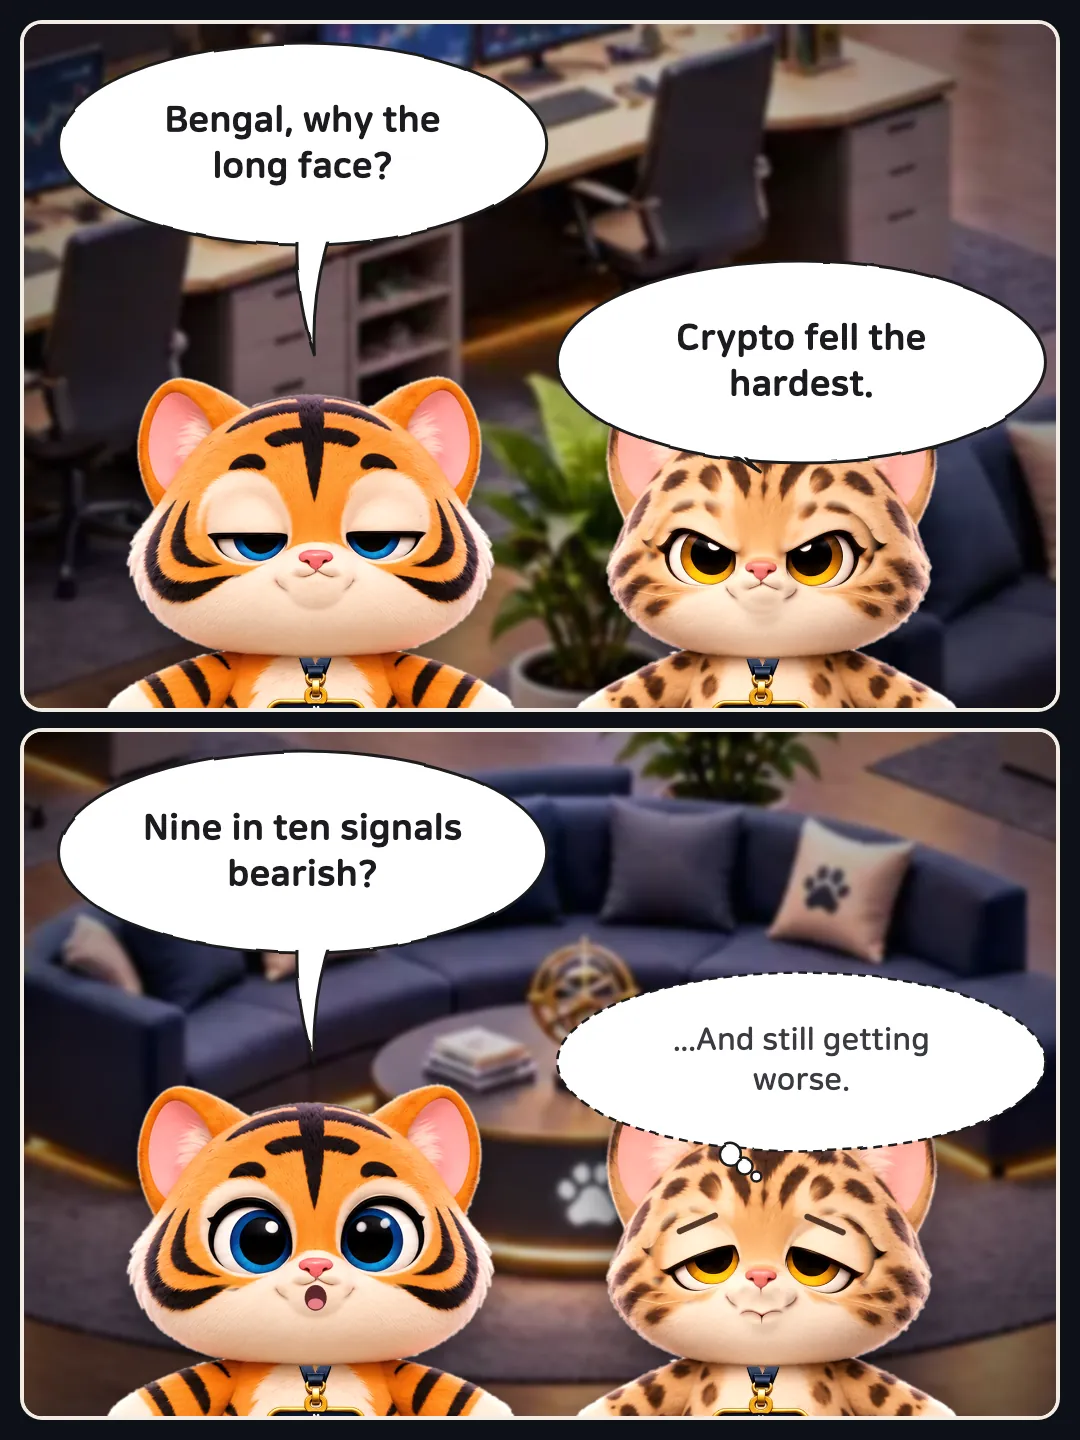 Bengal, why the
long face?
Crypto fell the
hardest.
Nine in ten signals
bearish?
...And still getting
worse.